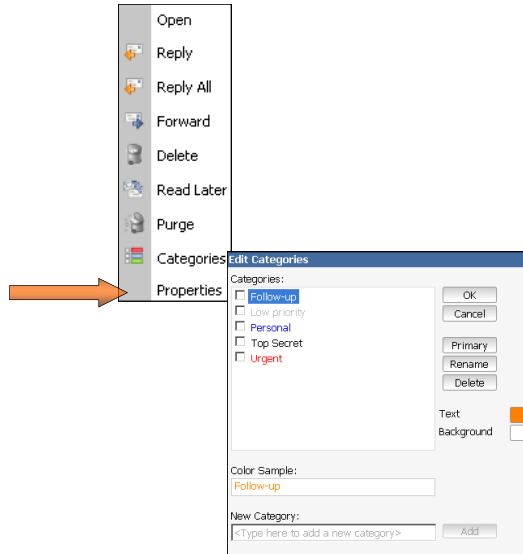 Open
Reply
Reply All
Forward
Delete
Read Later
Purge
Categories
Properties
Edit Categories
Categories:
Follow-up
Low priority
Personal
Top Secret
Urgent
OK
Cancel
Primary
Rename
Delete
Text
Background
Color Sample:
Follow-up
New Category:
<Type here to add a new category>
Add